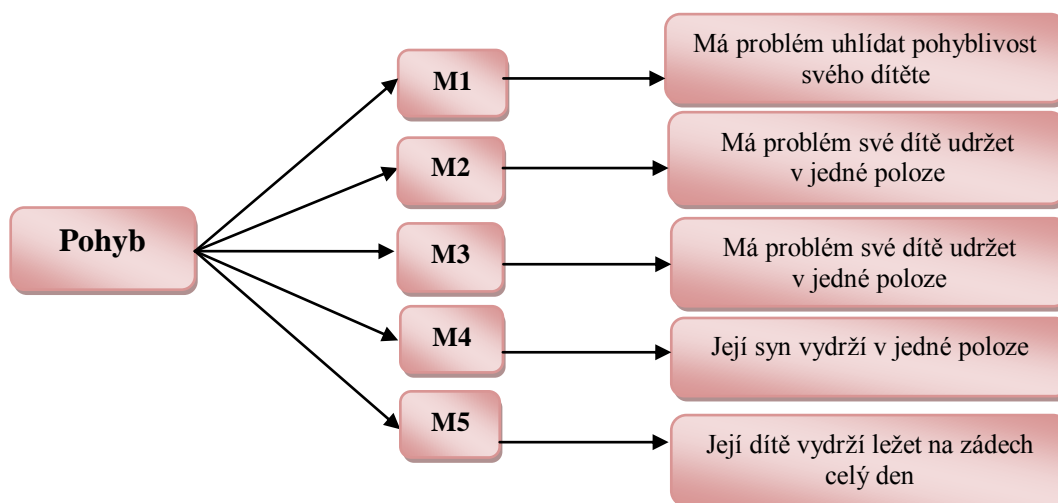 Pohyb
M1
Má problém uhlídat pohyblivost
svého dítěte
M2
Má problém své dítě udržet
v jedné poloze
M3
Má problém své dítě udržet
v jedné poloze
M4
Její syn vydrží v jedné poloze
M5
Její dítě vydrží ležet na zádech
celý den